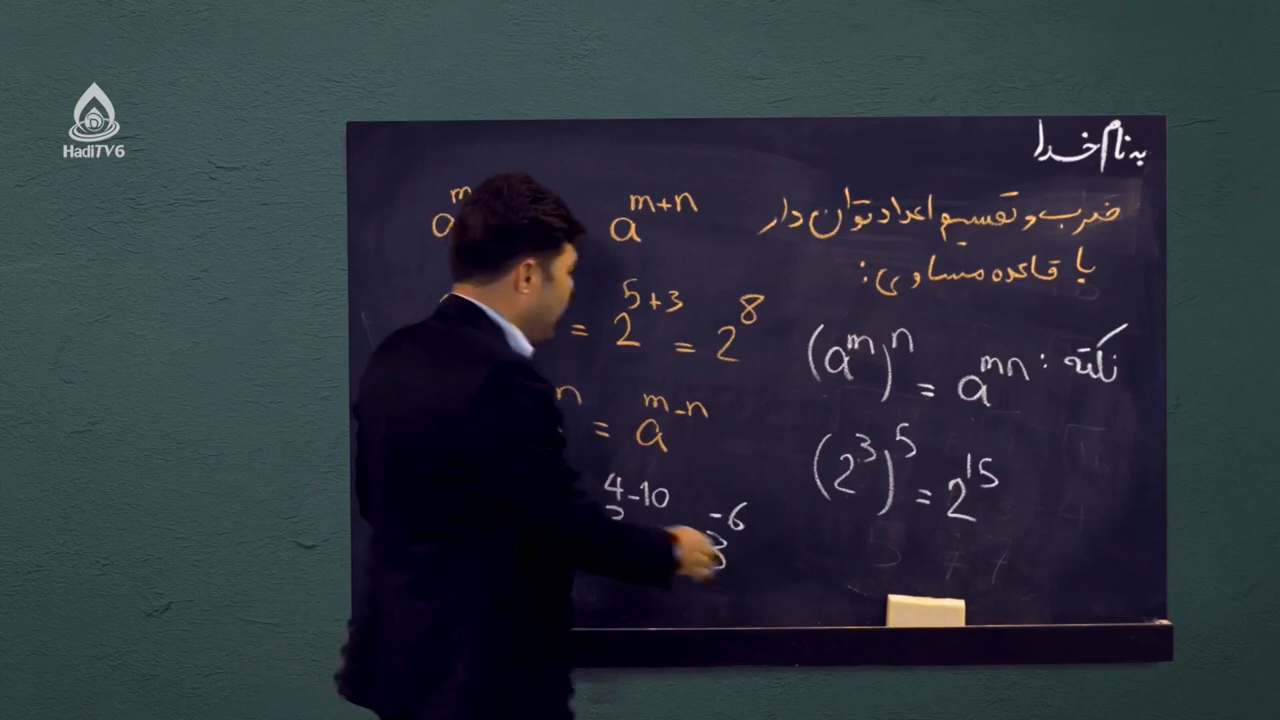 HadiTV6
به نام خدا
ضرب و تقسیم اعداد توان دار
با قاعده مساوی:
a^m a^{m+n}
= 2^{5+3} = 2^8
n = a^{m-n}
4-10 3^{-6}
نکته: (a^m)^n = a^{mn}
(2^3)^5 = 2^{15}